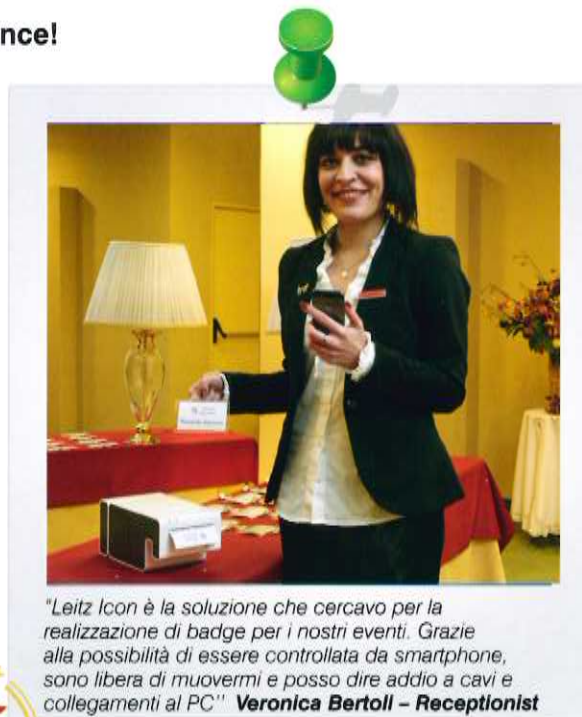 nce!
"Leitz Icon è la soluzione che cercavo per la
realizzazione di badge per i nostri eventi. Grazie
alla possibilità di essere controllata da smartphone,
sono libera di muovermi e posso dire addio a cavi e
collegamenti al PC'' Veronica Bertoli – Receptionist